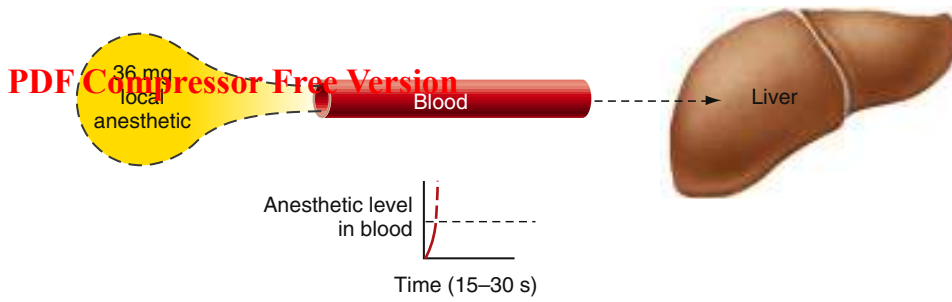 36 mg
local
anesthetic
PDF Compressor Free Version
Blood
Liver
Anesthetic level
in blood
Time (15–30 s)